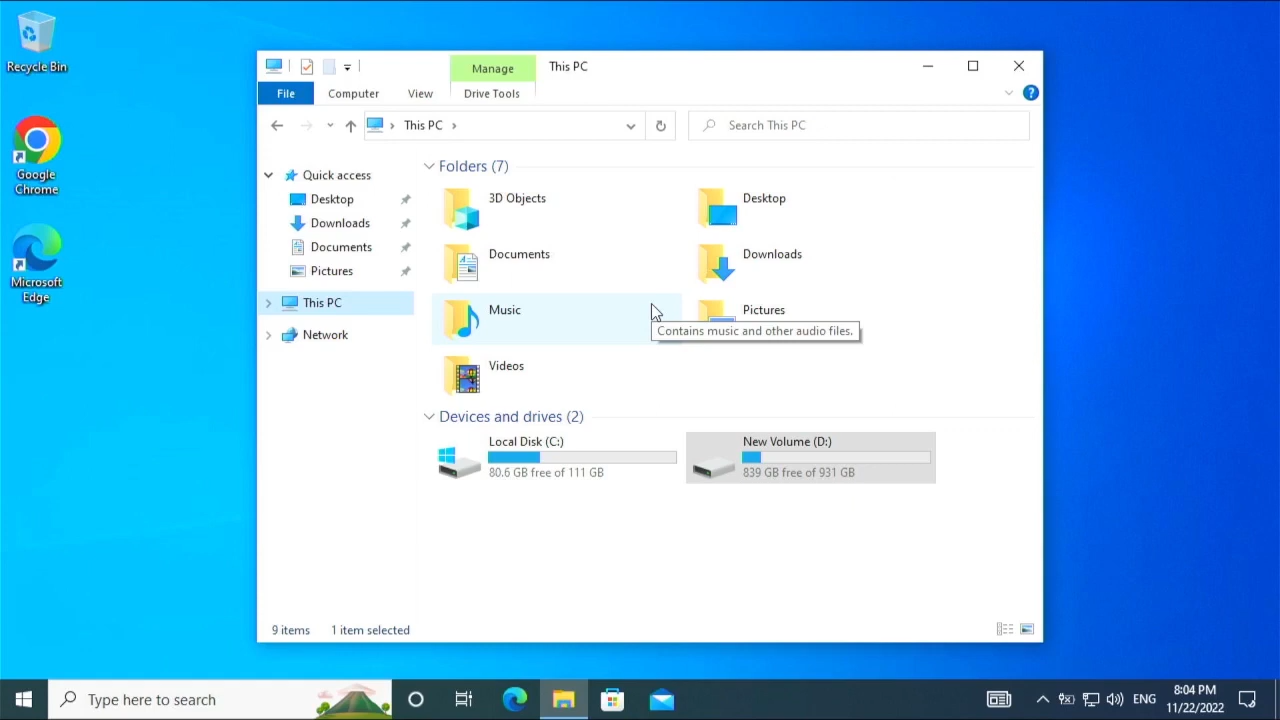 Recycle Bin
Google
Chrome
Microsoft
Edge
Manage
This PC
File
Computer
View
Drive Tools
This PC
Search This PC
Quick access
Desktop
Downloads
Documents
Pictures
This PC
Network
Folders (7)
3D Objects
Desktop
Documents
Downloads
Music
Pictures
Contains music and other audio files.
Videos
Devices and drives (2)
Local Disk (C:)
80.6 GB free of 111 GB
New Volume (D:)
839 GB free of 931 GB
9 items
1 item selected
Type here to search
ENG
8:04 PM
11/22/2022